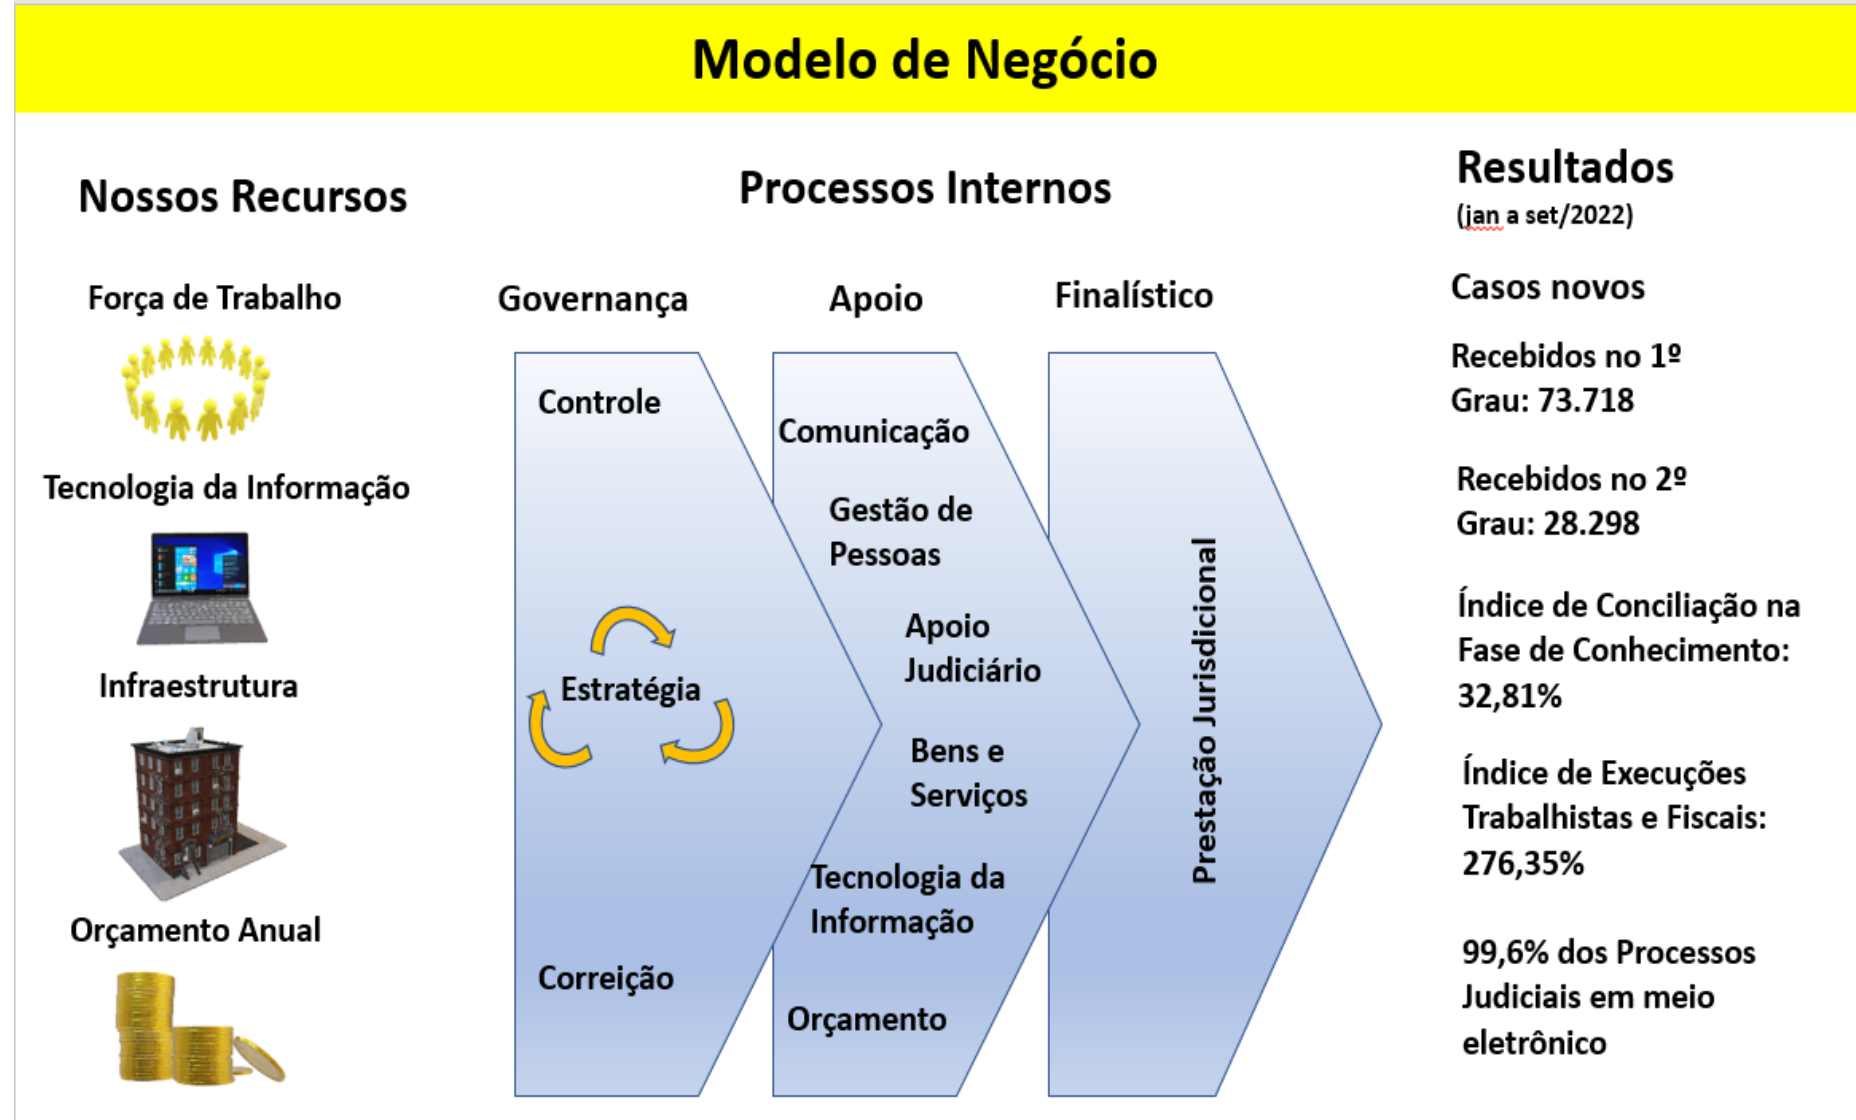 Modelo de Negócio
Nossos Recursos
Força de Trabalho
Tecnologia da Informação
Infraestrutura
Orçamento Anual
Processos Internos
Governança
Controle
Estratégia
Correição
Apoio
Comunicação
Gestão de
Pessoas
Apoio
Judiciário
Bens e
Serviços
Tecnologia da
Informação
Orçamento
Finalístico
Prestação Jurisdicional
Resultados
(jan a set/2022)
Casos novos
Recebidos no 1º
Grau: 73.718
Recebidos no 2º
Grau: 28.298
Índice de Conciliação na
Fase de Conhecimento:
32,81%
Índice de Execuções
Trabalhistas e Fiscais:
276,35%
99,6% dos Processos
Judiciais em meio
eletrônico